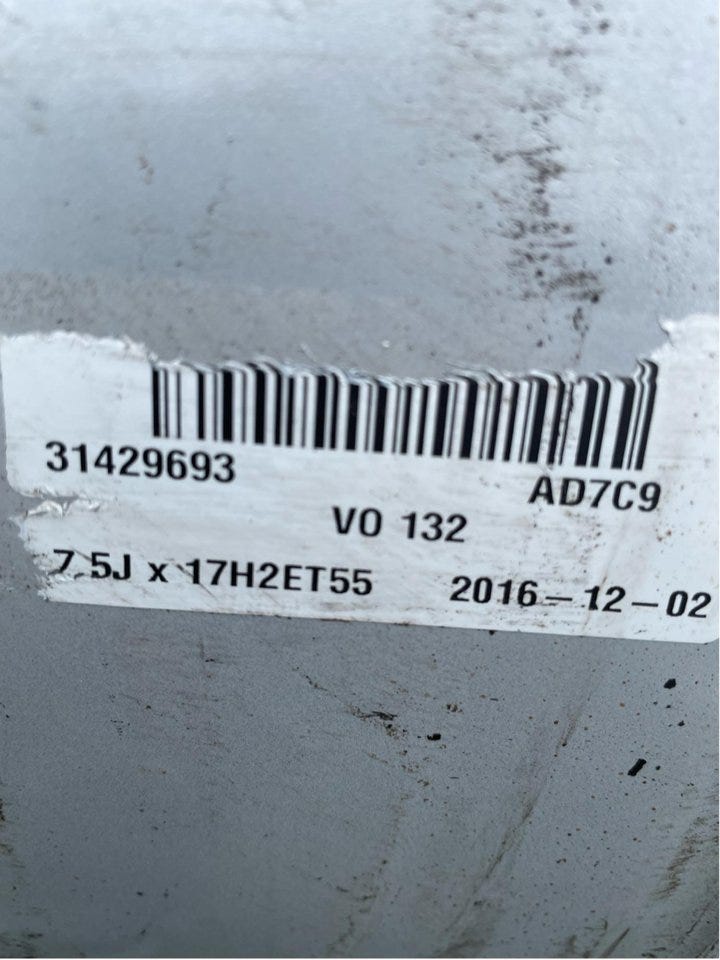 31429693 AD7C9
VO 132
7.5J x 17H2ET55 2016-12-02